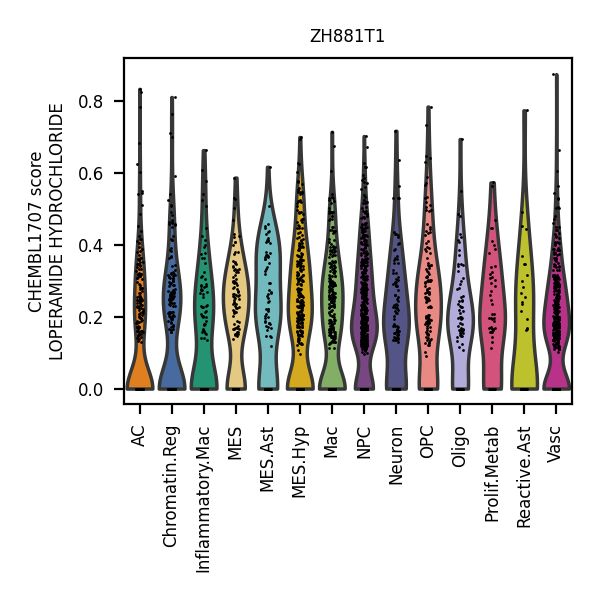 ZH881T1
CHEMBL1707 score
LOPERAMIDE HYDROCHLORIDE
0.8
0.6
0.4
0.2
0.0
AC
Chromatin.Reg
Inflammatory.Mac
MES
MES.Ast
MES.Hyp
Mac
NPC
Neuron
OPC
Oligo
Prolif.Metab
Reactive.Ast
Vasc